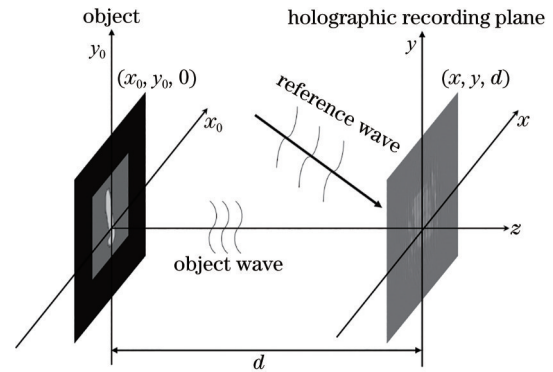 object
holographic recording plane
y₀
y
(x₀, y₀, 0)
(x, y, d)
x₀
reference wave
x
z
object wave
d